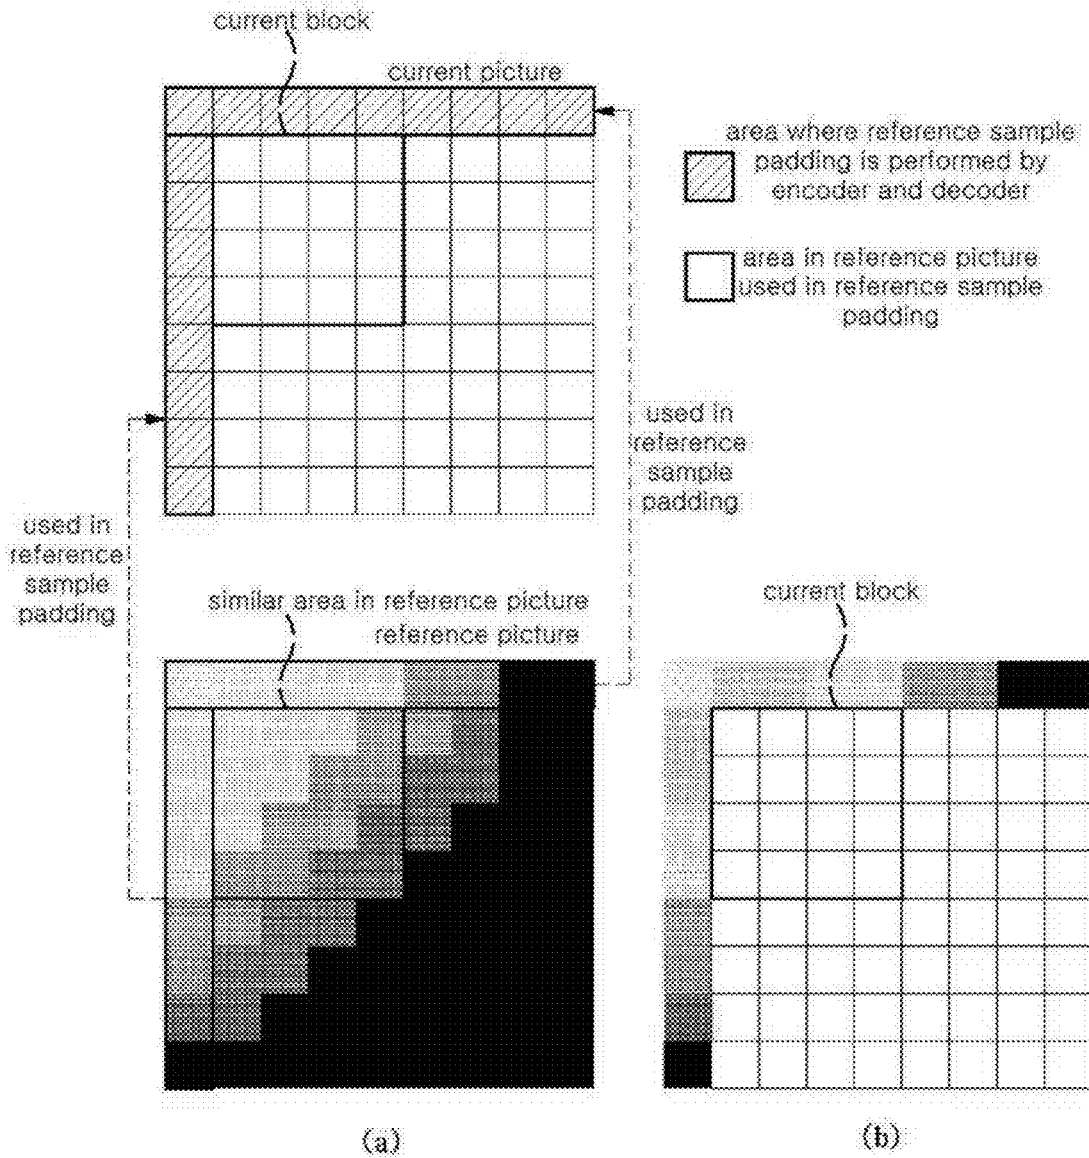 current block
current picture
area where reference sample
padding is performed by
encoder and decoder
area in reference picture
used in reference sample
padding
used in
reference
sample
padding
used in
reference
sample
padding
similar area in reference picture
reference picture
current block
(a)
(b)